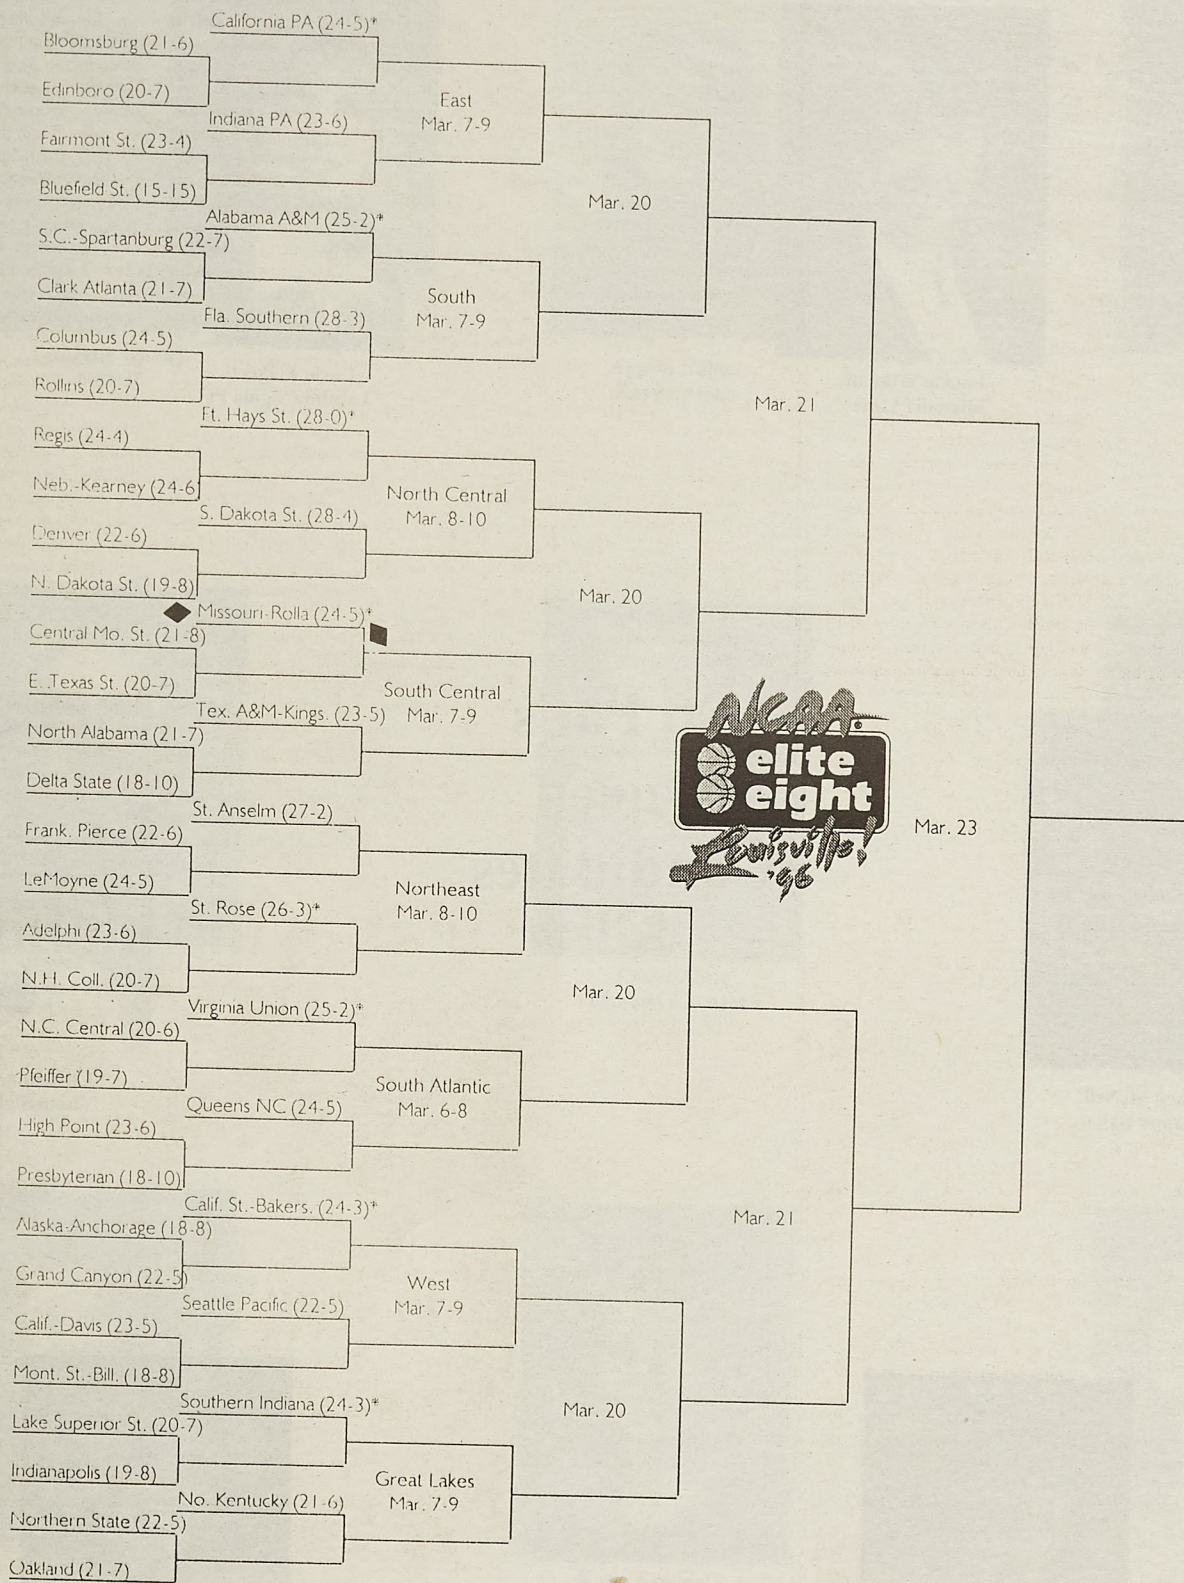 California PA (24-5)*
Bloomsburg (21-6)
Edinboro (20-7)
East
Mar. 7-9
Indiana PA (23-6)
Fairmont St. (23-4)
Bluefield St. (15-15)
Mar. 20
Alabama A&M (25-2)*
S.C.-Spartanburg (22-7)
Clark Atlanta (21-7)
South
Mar. 7-9
Fla. Southern (28-3)
Columbus (24-5)
Rollins (20-7)
Mar. 21
Ft. Hays St. (28-0)*
Regis (24-4)
Neb.-Kearney (24-6
North Central
Mar. 8-10
S. Dakota St. (28-4)
Denver (22-6)
N. Dakota St. (19-8)
Mar. 20
Missouri-Rolla (24-5)*
Central Mo. St. (21-8)
E. Texas St. (20-7)
South Central
Mar. 7-9
Tex. A&M-Kings. (23-5)
North Alabama (21-7)
Delta State (18-10)
NCAA
elite
eight
Louisville!
'96
Mar. 23
St. Anselm (27-2)
Frank. Pierce (22-6)
LeMoyne (24-5)
Northeast
Mar. 8-10
St. Rose (26-3)*
Adelphi (23-6)
N.H. Coll. (20-7)
Mar. 20
Virginia Union (25-2)*
N.C. Central (20-6)
Pfeiffer (19-7)
South Atlantic
Mar. 6-8
Queens NC (24-5)
High Point (23-6)
Presbyterian (18-10)
Mar. 21
Calif. St.-Bakers. (24-3)*
Alaska-Anchorage (18-8)
Grand Canyon (22-5)
West
Mar. 7-9
Seattle Pacific (22-5)
Calif.-Davis (23-5)
Mont. St.-Bill. (18-8)
Mar. 20
Southern Indiana (24-3)*
Lake Superior St. (20-7)
Indianapolis (19-8)
Great Lakes
Mar. 7-9
No. Kentucky (21-6)
Northern State (22-5)
Oakland (21-7)